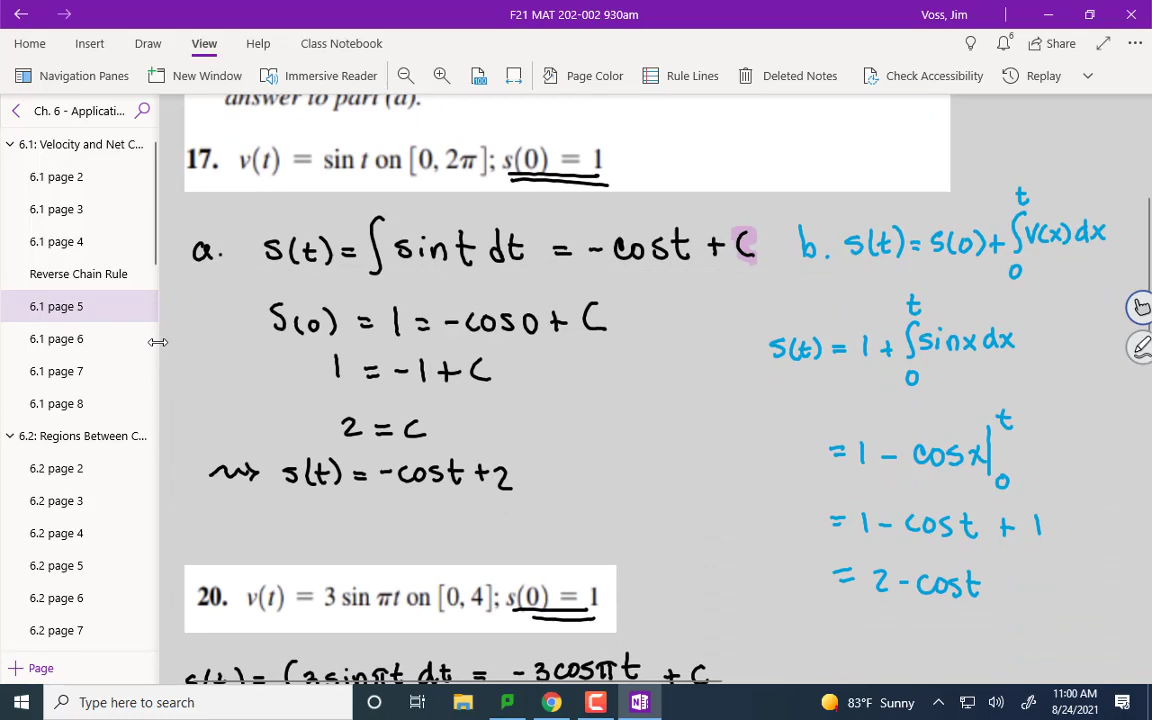 F21 MAT 202-002 930am
Voss, Jim
Home Insert Draw View Help Class Notebook
6
Share
Navigation Panes New Window Immersive Reader Page Color Rule Lines Deleted Notes Check Accessibility Replay
Ch. 6 - Applicati...
6.1: Velocity and Net C...
6.1 page 2
6.1 page 3
6.1 page 4
Reverse Chain Rule
6.1 page 5
6.1 page 6
6.1 page 7
6.1 page 8
6.2: Regions Between C...
6.2 page 2
6.2 page 3
6.2 page 4
6.2 page 5
6.2 page 6
6.2 page 7
Page
answer to part (a).
17. v(t) = sin t on [0, 2π]; s(0) = 1
a. s(t) = ∫ sin t dt = -cos t + C
S(0) = 1 = -cos 0 + C
1 = -1 + C
2 = C
⇝ s(t) = -cos t + 2
b. s(t) = s(0) + ∫₀ᵗ v(x) dx
s(t) = 1 + ∫₀ᵗ sin x dx
= 1 - cos x |₀ᵗ
= 1 - cos t + 1
= 2 - cos t
20. v(t) = 3 sin πt on [0, 4]; s(0) = 1
s(t) = ∫ 3 sin πt dt = -3 cos πt + C
Type here to search
83°F Sunny
11:00 AM
8/24/2021